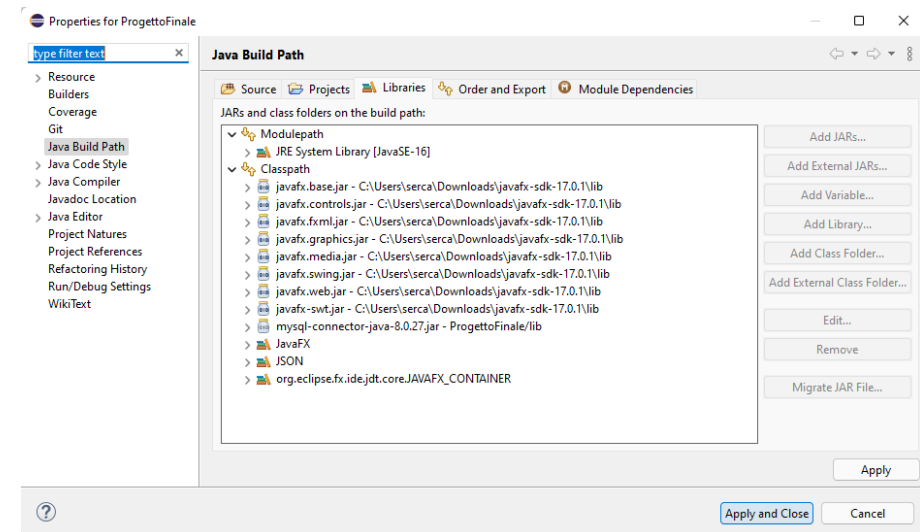 Properties for ProgettoFinale
type filter text
Resource
Builders
Coverage
Git
Java Build Path
Java Code Style
Java Compiler
Javadoc Location
Java Editor
Project Natures
Project References
Refactoring History
Run/Debug Settings
WikiText
Java Build Path
Source Projects Libraries Order and Export Module Dependencies
JARs and class folders on the build path:
Modulepath
JRE System Library [JavaSE-16]
Classpath
javafx.base.jar - C:\Users\serca\Downloads\javafx-sdk-17.0.1\lib
javafx.controls.jar - C:\Users\serca\Downloads\javafx-sdk-17.0.1\lib
javafx.fxml.jar - C:\Users\serca\Downloads\javafx-sdk-17.0.1\lib
javafx.graphics.jar - C:\Users\serca\Downloads\javafx-sdk-17.0.1\lib
javafx.media.jar - C:\Users\serca\Downloads\javafx-sdk-17.0.1\lib
javafx.swing.jar - C:\Users\serca\Downloads\javafx-sdk-17.0.1\lib
javafx.web.jar - C:\Users\serca\Downloads\javafx-sdk-17.0.1\lib
javafx-swt.jar - C:\Users\serca\Downloads\javafx-sdk-17.0.1\lib
mysql-connector-java-8.0.27.jar - ProgettoFinale/lib
JavaFX
JSON
org.eclipse.fx.ide.jdt.core.JAVAFX_CONTAINER
Add JARs...
Add External JARs...
Add Variable...
Add Library...
Add Class Folder...
Add External Class Folder...
Edit...
Remove
Migrate JAR File...
Apply
Apply and Close Cancel